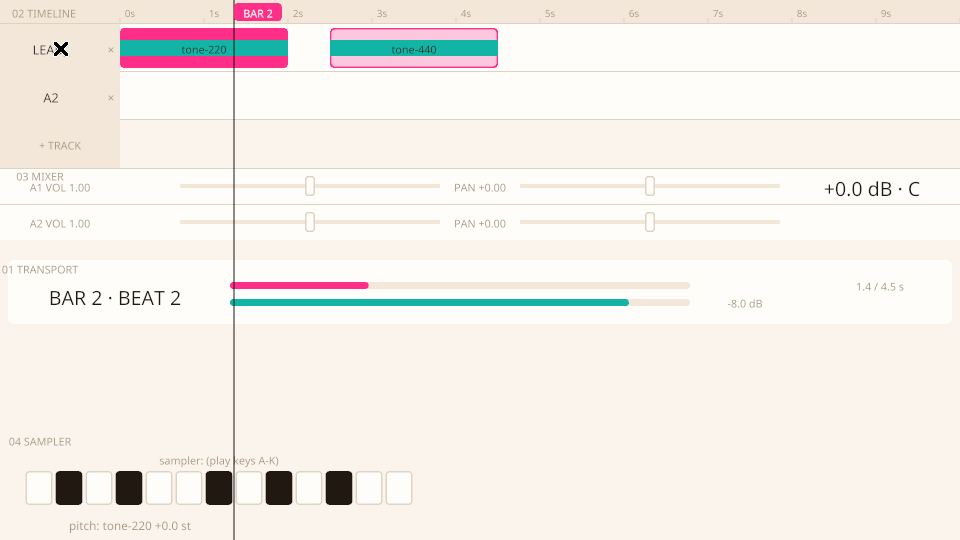 02 TIMELINE
0s 1s BAR 2 2s 3s 4s 5s 6s 7s 8s 9s
× tone-220 tone-440
A2 ×
+ TRACK
03 MIXER
A1 VOL 1.00 PAN +0.00 +0.0 dB · C
A2 VOL 1.00 PAN +0.00
01 TRANSPORT
BAR 2 · BEAT 2 1.4 / 4.5 s
-8.0 dB
04 SAMPLER
sampler: (play keys A-K)
pitch: tone-220 +0.0 st